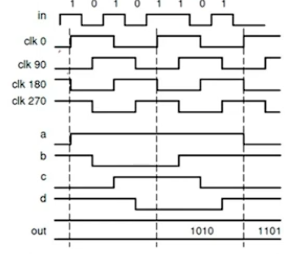 1 0 1 0 1 1 0 1
in
clk 0
clk 90
clk 180
clk 270
a
b
c
d
out 1010 1101